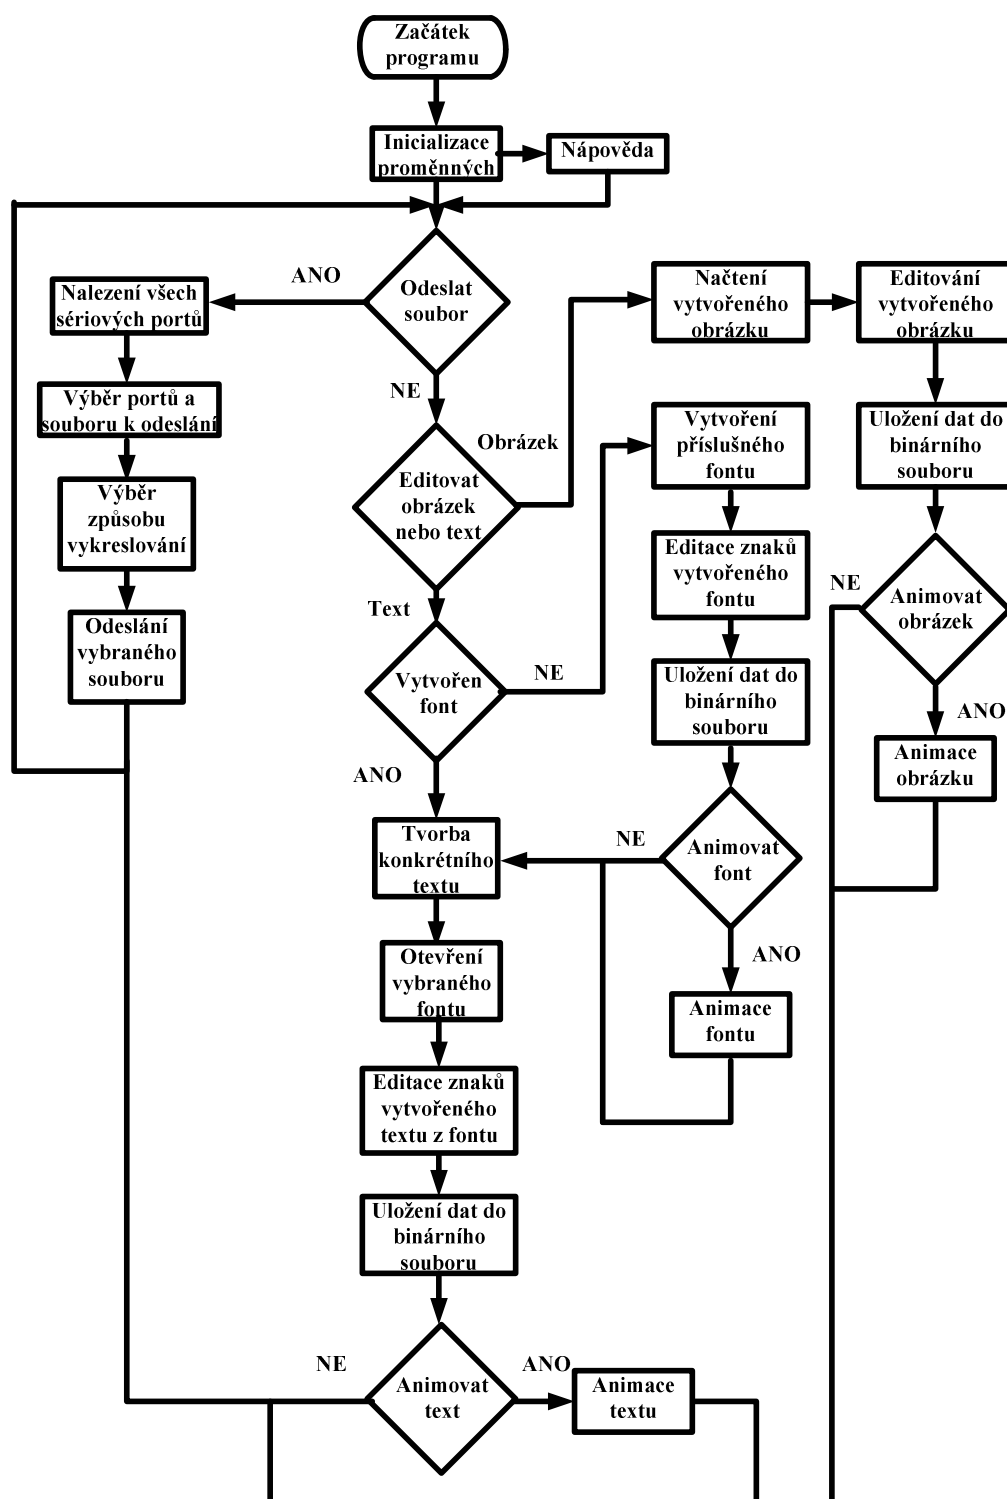 Začátek
programu
Inicializace
proměnných
Nápověda
ANO
Odeslat
soubor
NE
Nalezení všech
sériových portů
Výběr portů a
souboru k odeslání
Výběr
způsobu
vykreslování
Odeslání
vybraného
souboru
Editovat
obrázek
nebo text
Obrázek
Text
Načtení
vytvořeného
obrázku
Editování
vytvořeného
obrázku
Uložení dat do
binárního
souboru
NE
Animovat
obrázek
ANO
Animace
obrázku
Vytvořen
font
NE
ANO
Vytvoření
příslušného
fontu
Editace znaků
vytvořeného
fontu
Uložení dat do
binárního
souboru
NE
Animovat
font
ANO
Animace
fontu
Tvorba
konkrétního
textu
Otevření
vybraného
fontu
Editace znaků
vytvořeného
textu z fontu
Uložení dat do
binárního
souboru
NE
Animovat
text
ANO
Animace
textu